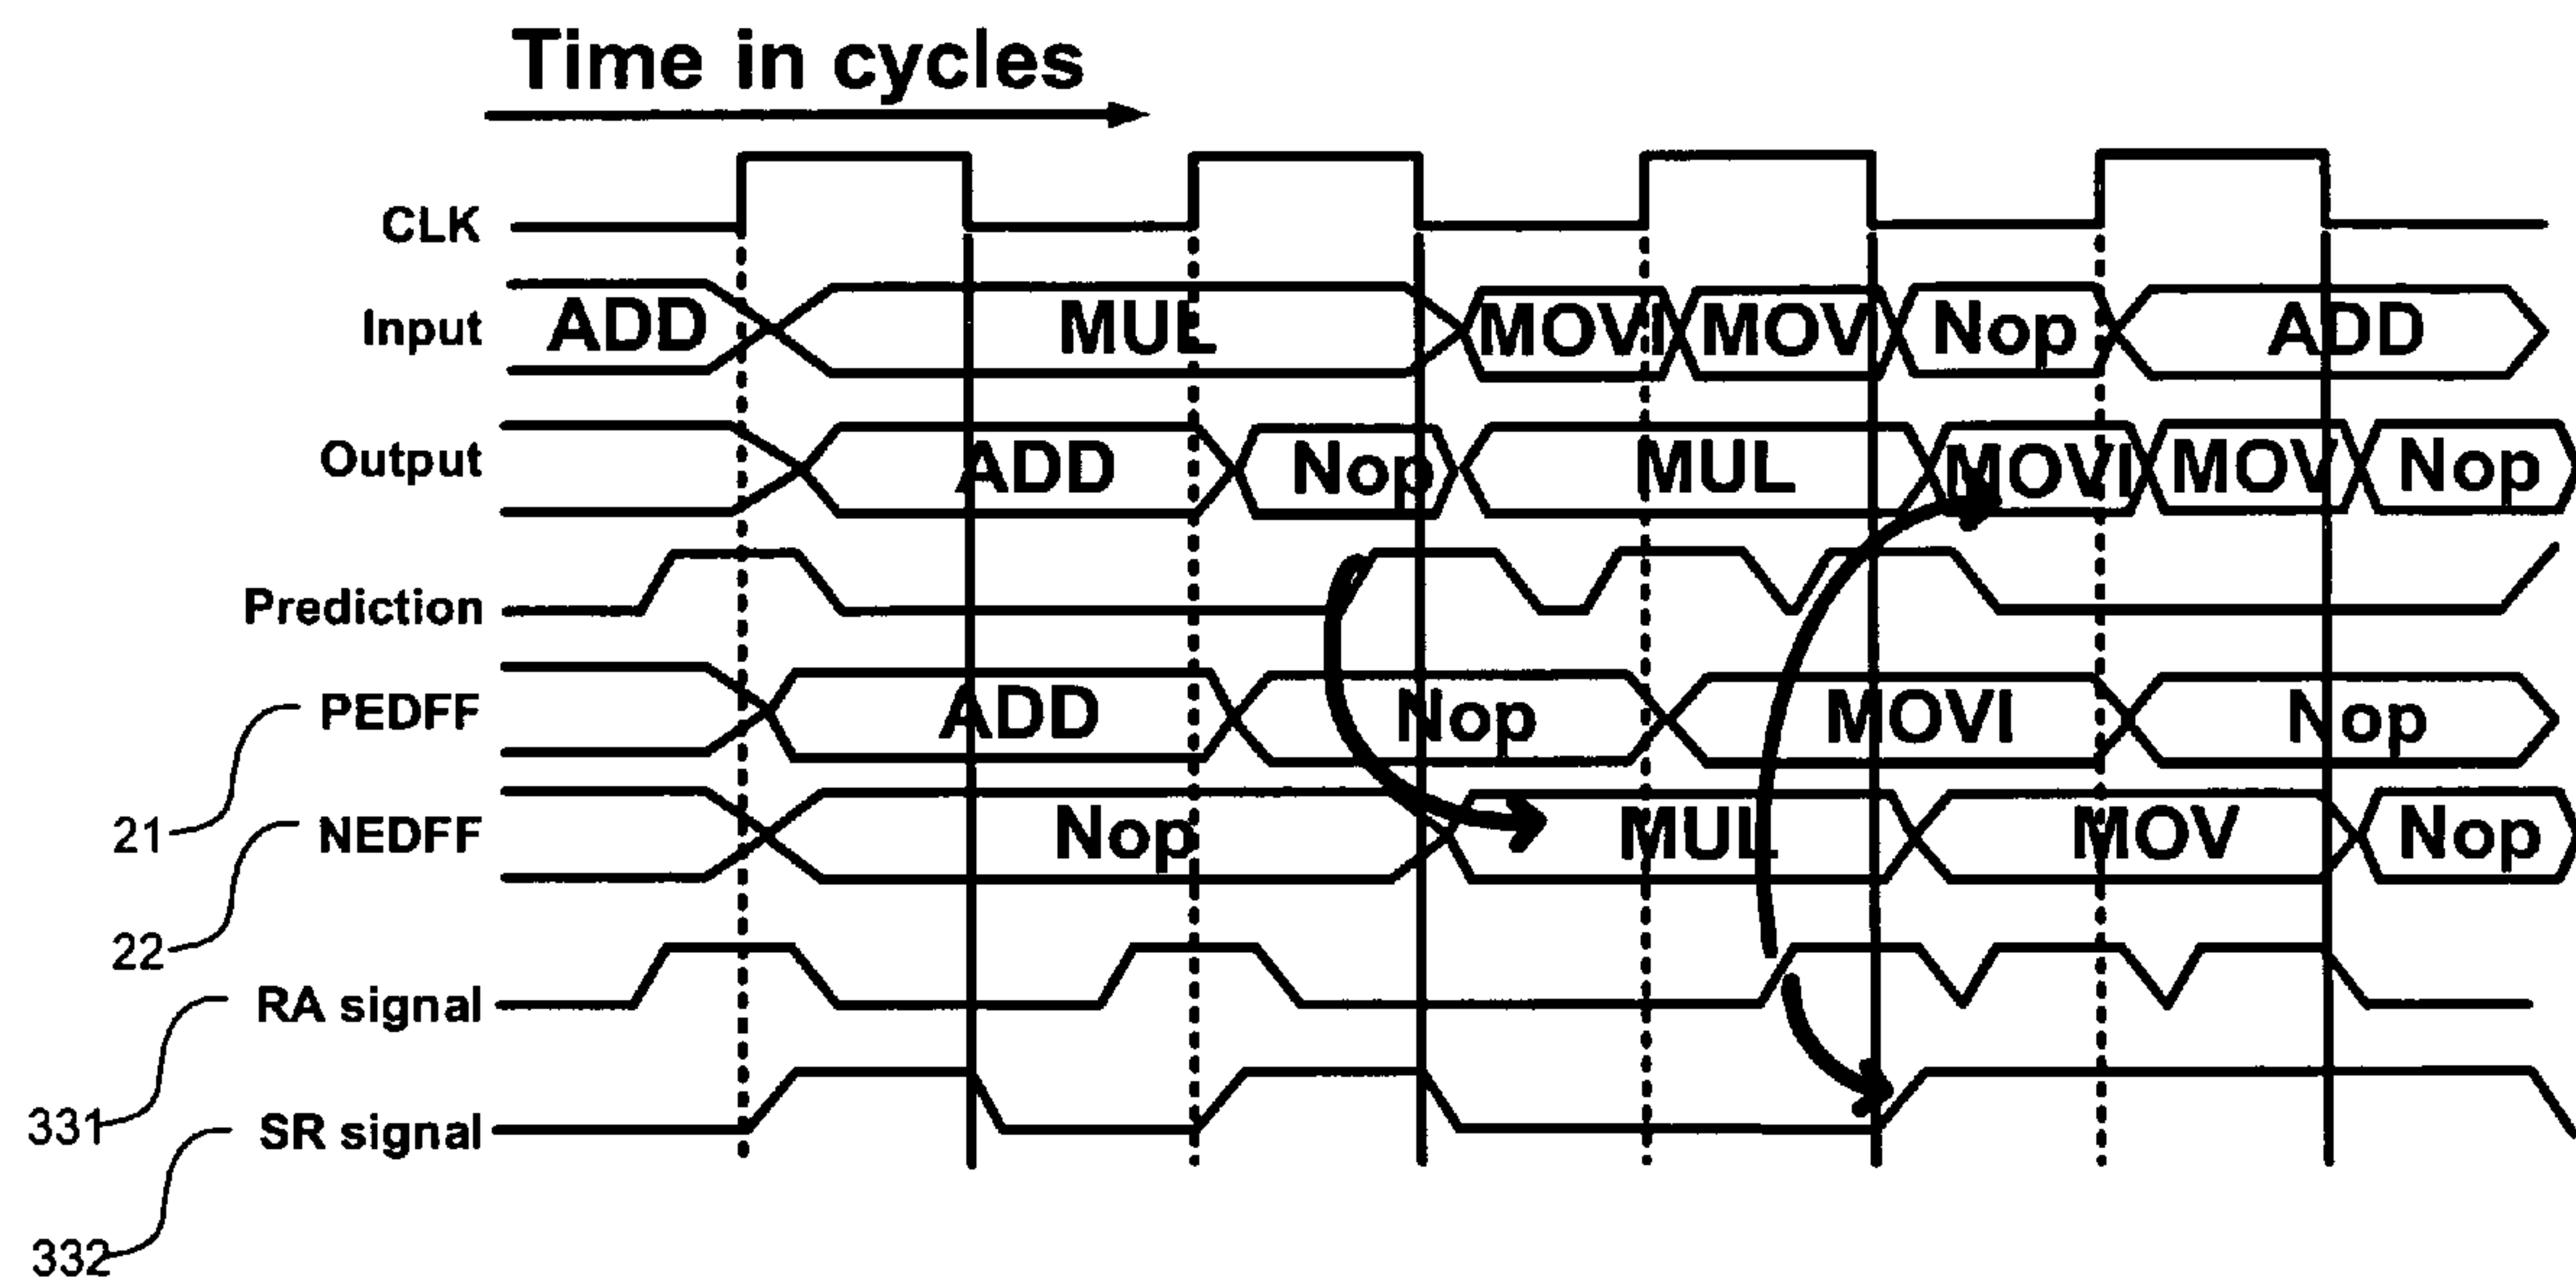 Time in cycles
CLK
Input ADD MUL MOVI MOV Nop ADD
Output ADD Nop MUL MOVI MOV Nop
Prediction
PEDFF ADD Nop MOVI Nop
21 NEDFF Nop MUL MOV Nop
22
RA signal
331 SR signal
332